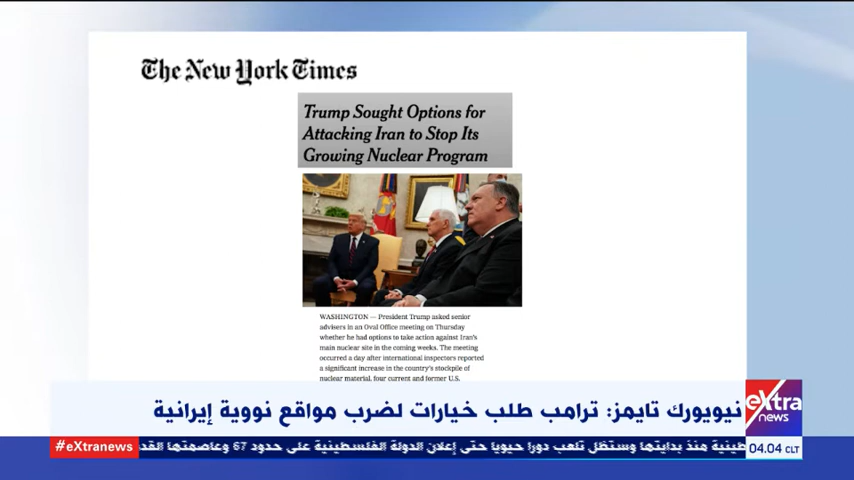 The New York Times
Trump Sought Options for
Attacking Iran to Stop Its
Growing Nuclear Program
WASHINGTON — President Trump asked senior
advisers in an Oval Office meeting on Thursday
whether he had options to take action against Iran's
main nuclear site in the coming weeks. The meeting
occurred a day after international inspectors reported
a significant increase in the country's stockpile of
nuclear material, four current and former U.S.
نيويورك تايمز: ترامب طلب خيارات لضرب مواقع نووية إيرانية
eXtra
news
#eXtranews
منذ بدايتها وستظل تلعب دورا حيويا حتى إعلان الدولة الفلسطينية على حدود 67 وعاصمتها
04.04 CLT